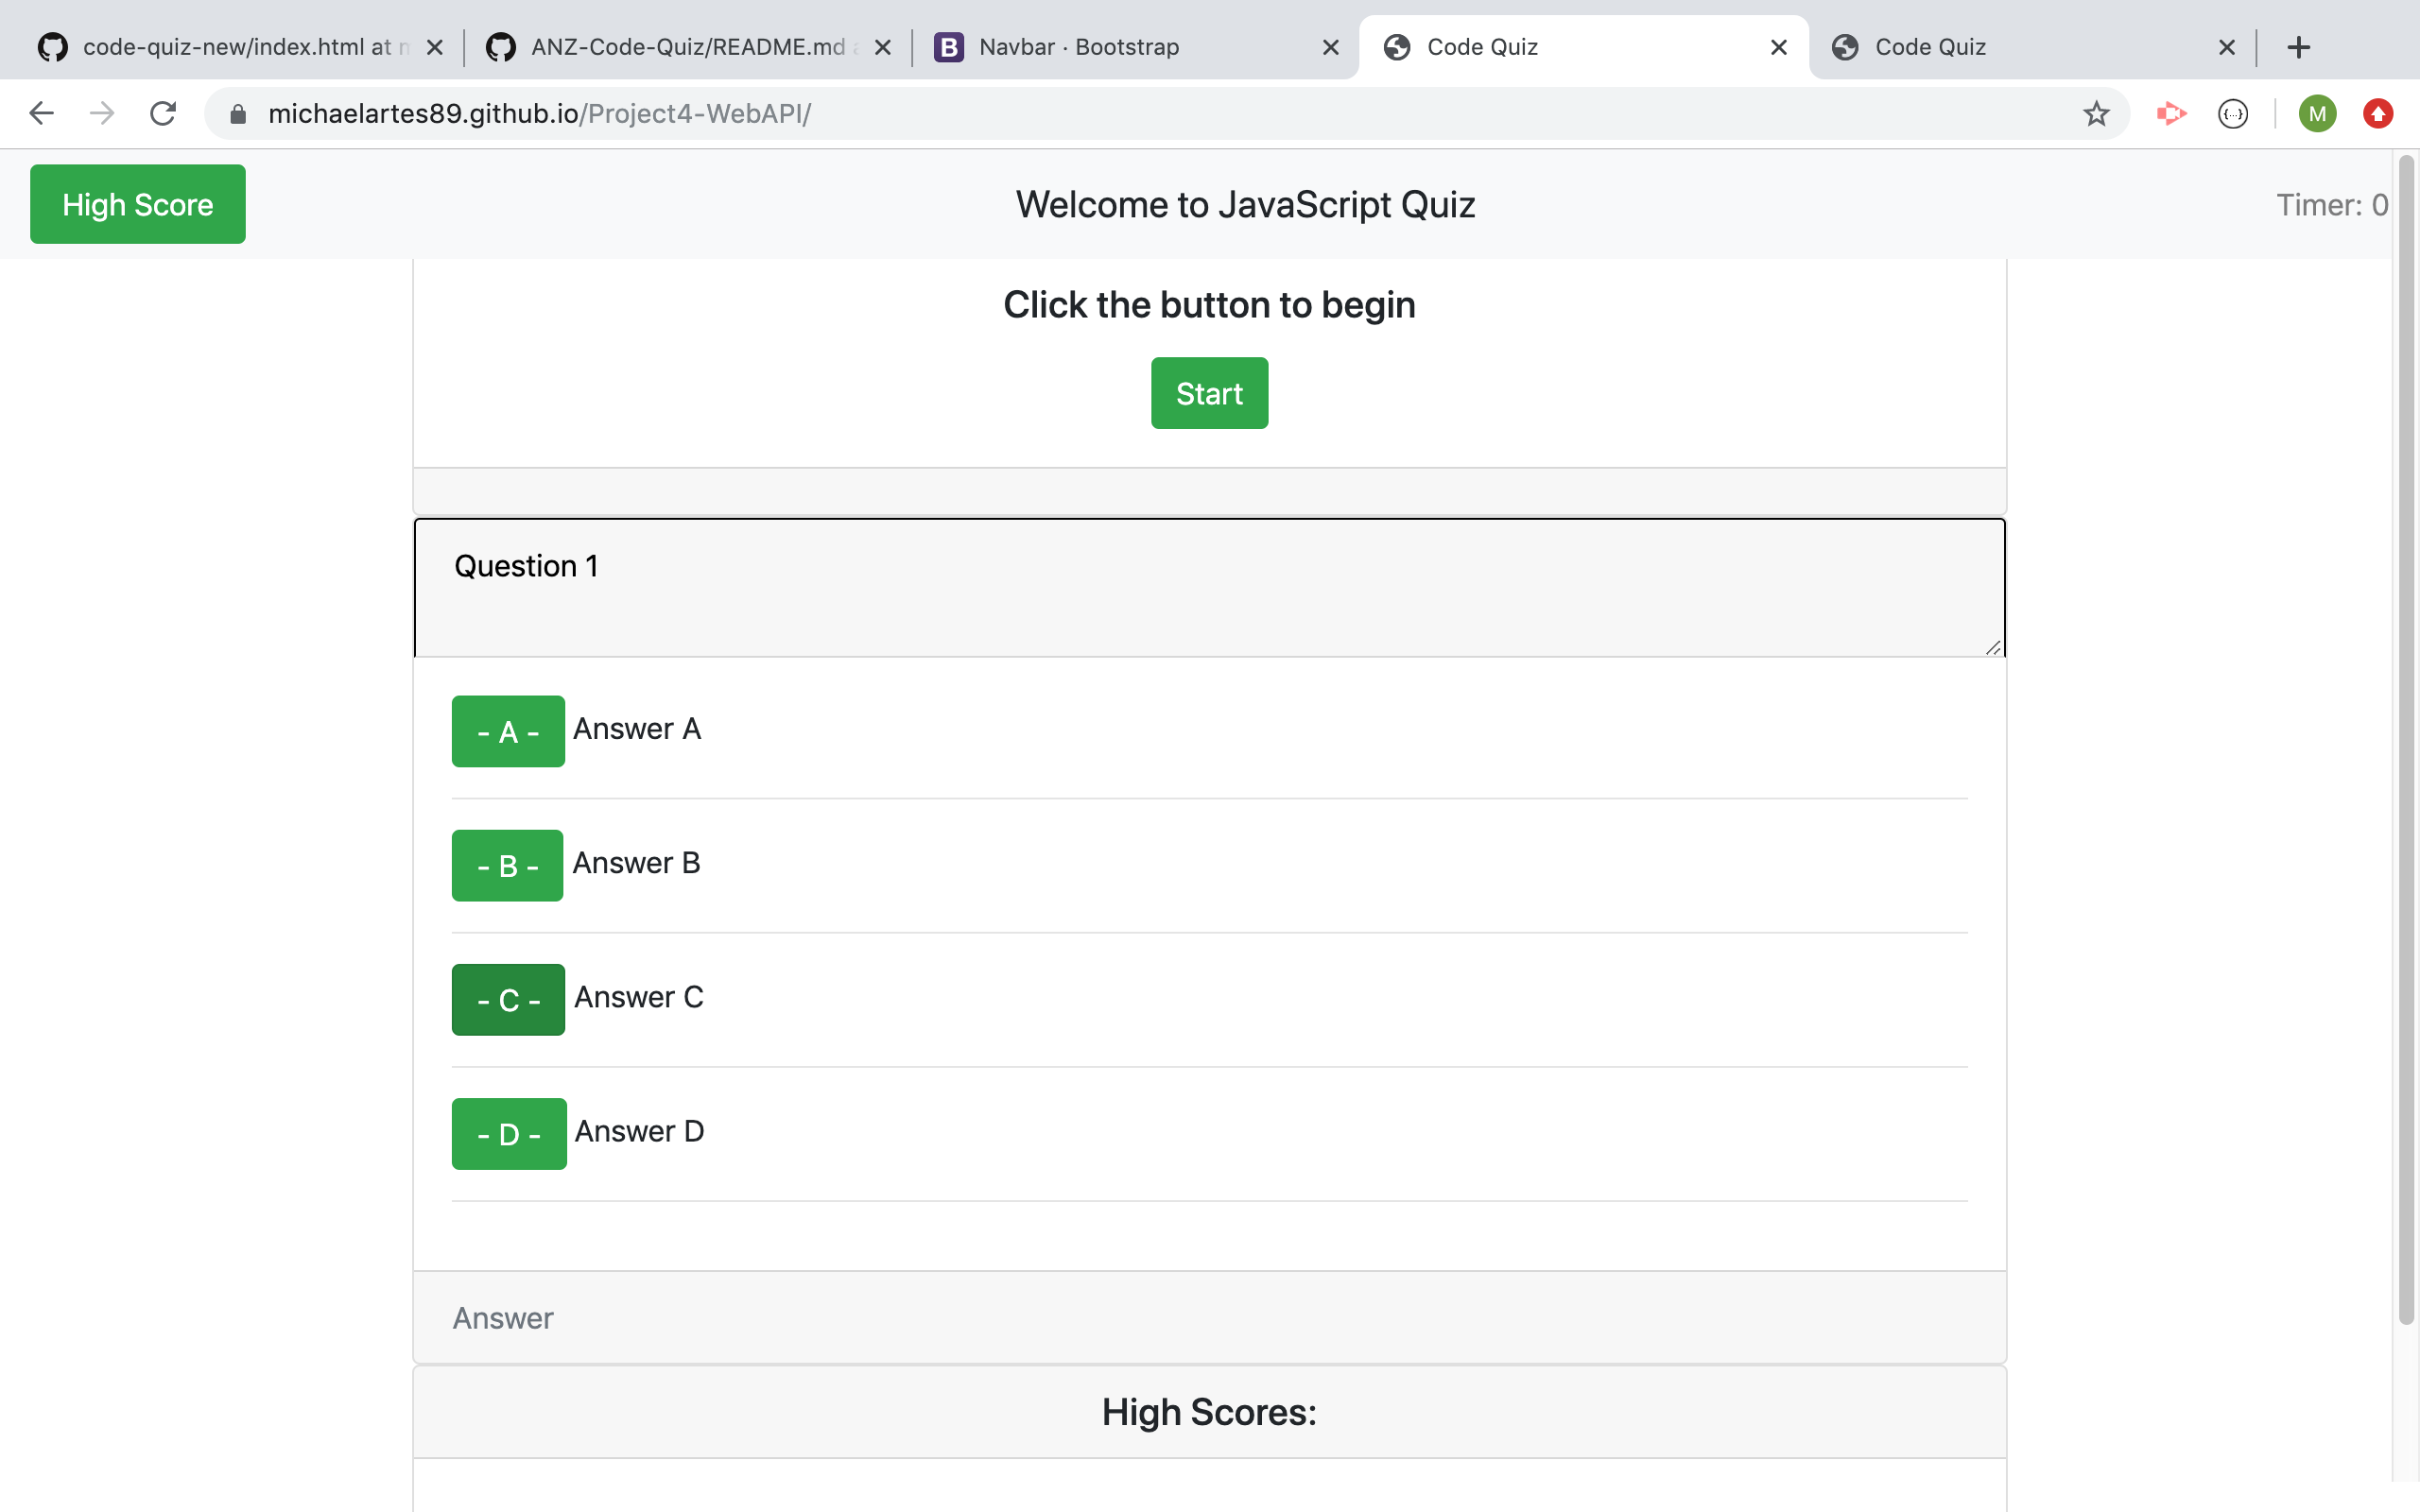 code-quiz-new/index.html at
ANZ-Code-Quiz/README.md
Navbar · Bootstrap
Code Quiz
Code Quiz
michaelartes89.github.io/Project4-WebAPI/
M
High Score
Welcome to JavaScript Quiz
Timer: 0
Click the button to begin
Start
Question 1
- A - Answer A
- B - Answer B
- C - Answer C
- D - Answer D
Answer
High Scores: